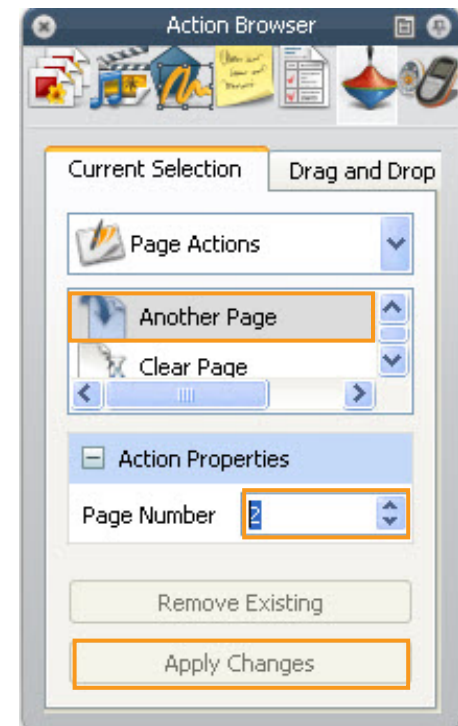 Action Browser
Current Selection
Drag and Drop
Page Actions
Another Page
Clear Page
Action Properties
Page Number 2
Remove Existing
Apply Changes